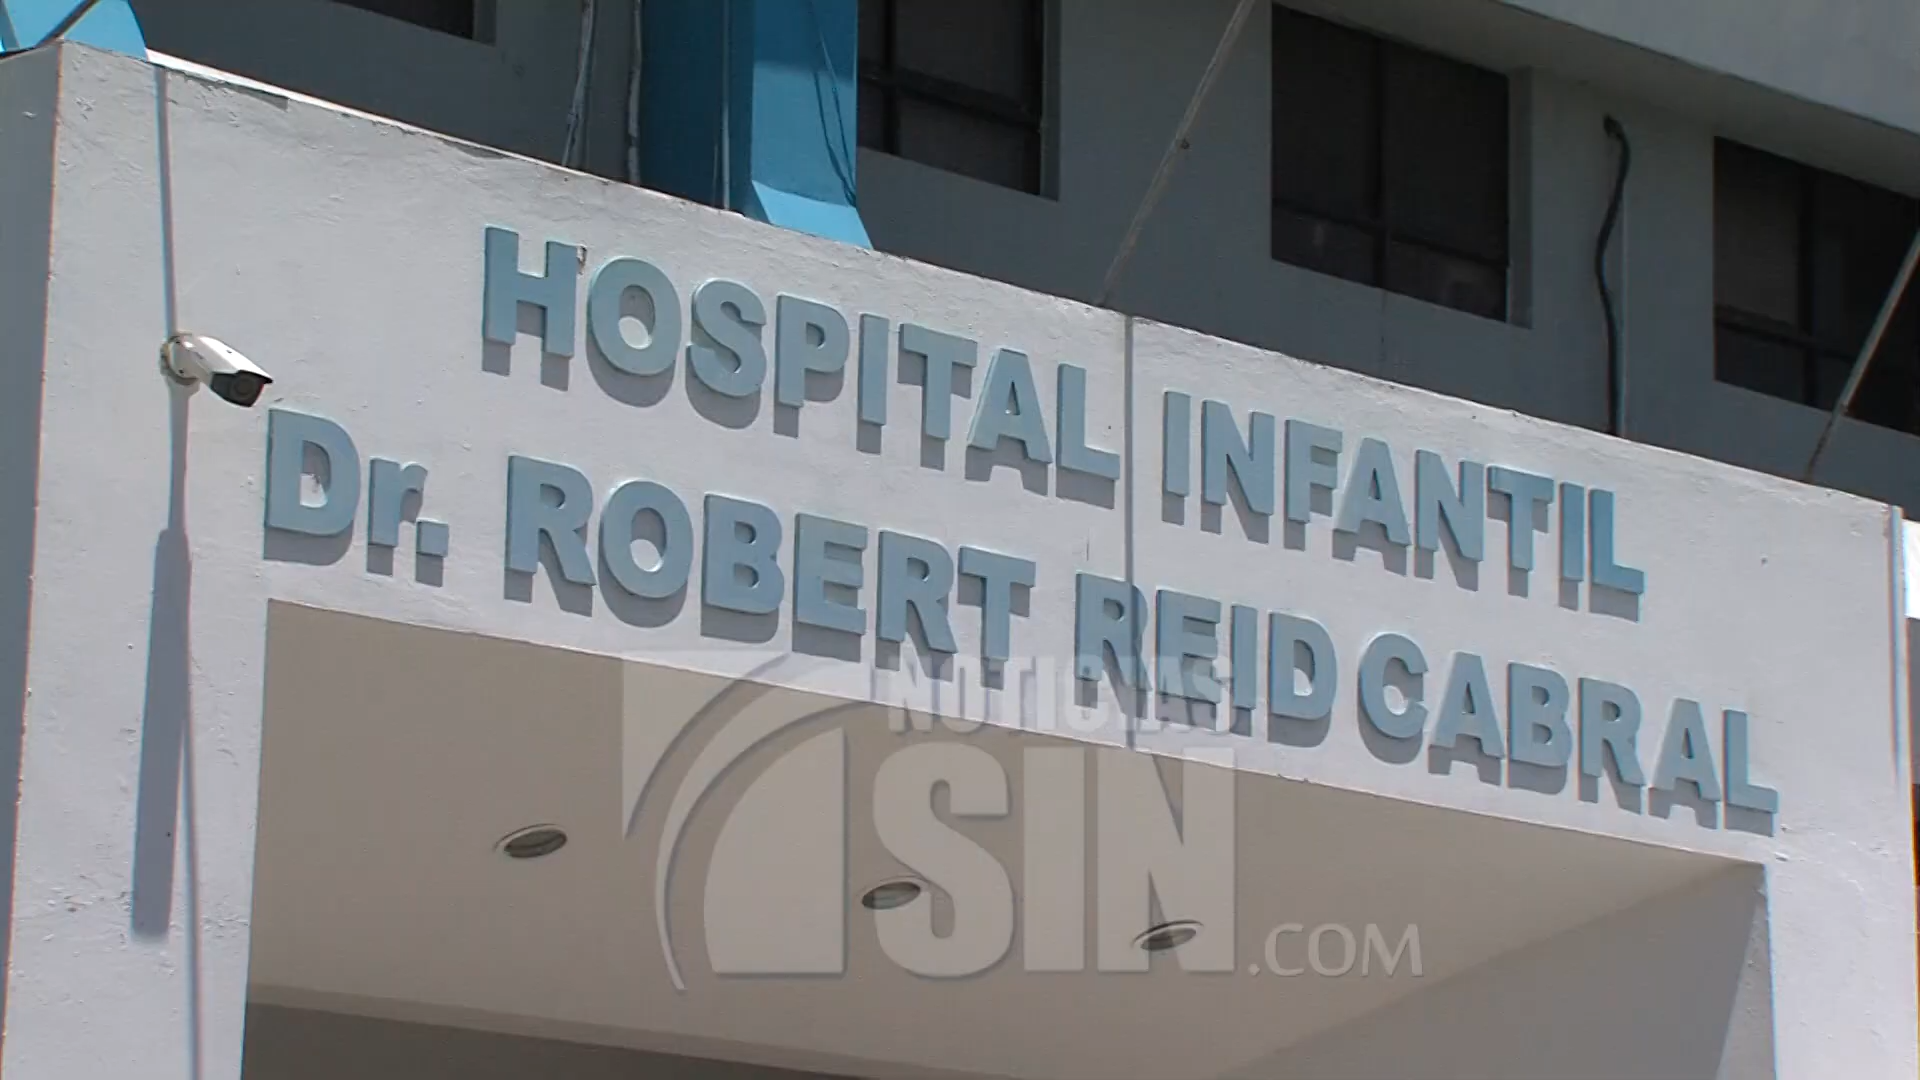 HOSPITAL INFANTIL
Dr. ROBERT REID CABRAL
NOTICIAS
SIN
.COM